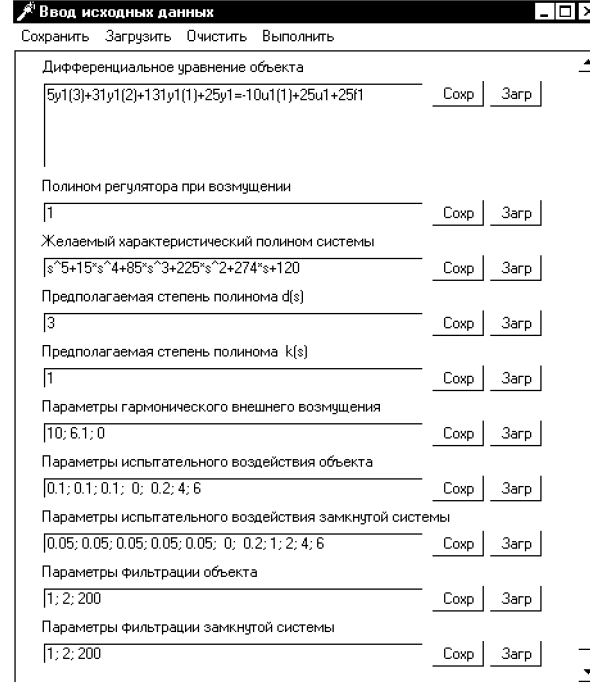 Ввод исходных данных
Сохранить Загрузить Очистить Выполнить
Дифференциальное уравнение объекта
5y1(3)+31y1(2)+131y1(1)+25y1=-10u1(1)+25u1+25f1 Сохр Загр
Полином регулятора при возмущении
1 Сохр Загр
Желаемый характеристический полином системы
s^5+15*s^4+85*s^3+225*s^2+274*s+120 Сохр Загр
Предполагаемая степень полинома d(s)
3 Сохр Загр
Предполагаемая степень полинома k(s)
1 Сохр Загр
Параметры гармонического внешнего возмущения
10; 6.1; 0 Сохр Загр
Параметры испытательного воздействия объекта
0.1; 0.1; 0.1; 0; 0.2; 4; 6 Сохр Загр
Параметры испытательного воздействия замкнутой системы
0.05; 0.05; 0.05; 0.05; 0.05; 0; 0.2; 1; 2; 4; 6 Сохр Загр
Параметры фильтрации объекта
1; 2; 200 Сохр Загр
Параметры фильтрации замкнутой системы
1; 2; 200 Сохр Загр